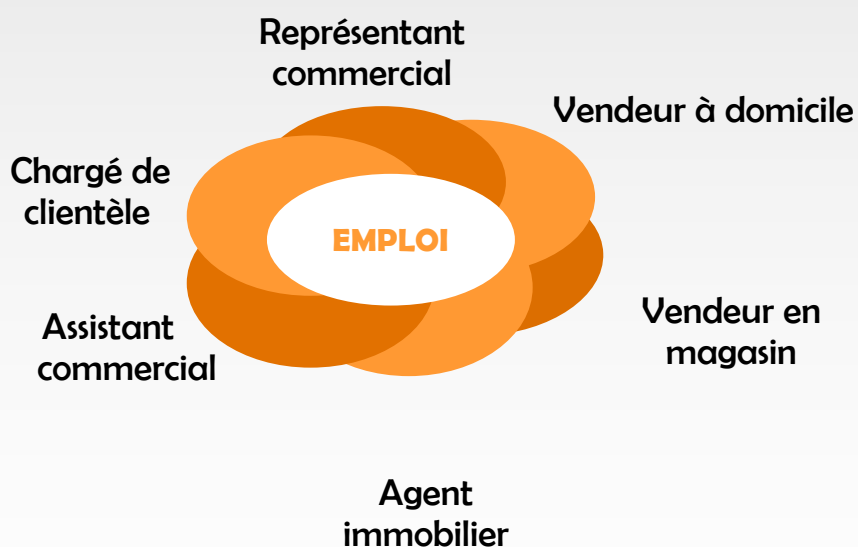 Représentant
commercial
Vendeur à domicile
Chargé de
clientèle
EMPLOI
Vendeur en
magasin
Assistant
commercial
Agent
immobilier